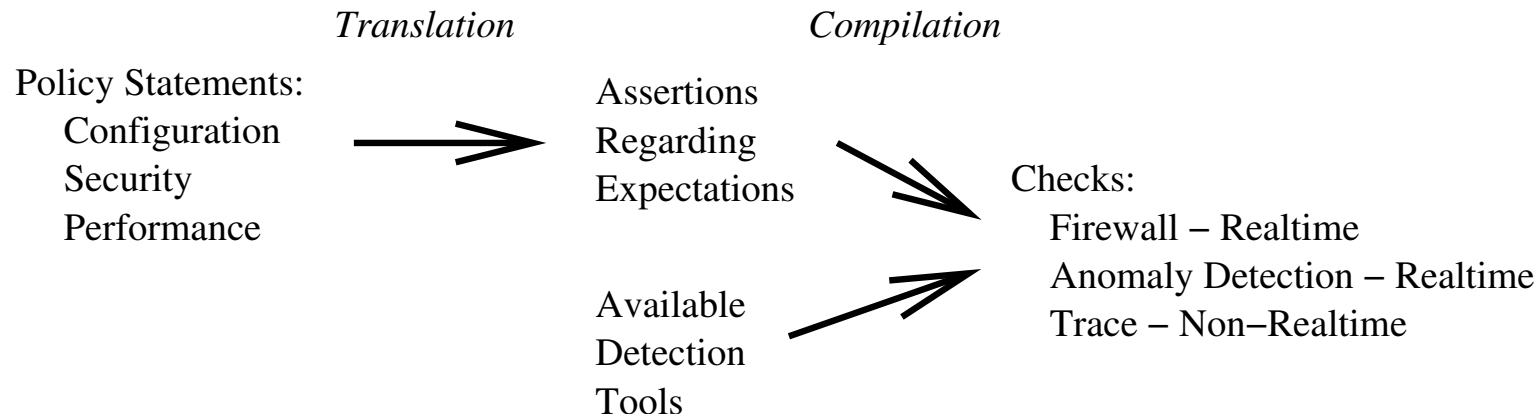 Translation
Compilation
Policy Statements:
Configuration
Security
Performance
Assertions
Regarding
Expectations
Available
Detection
Tools
Checks:
Firewall − Realtime
Anomaly Detection − Realtime
Trace − Non−Realtime